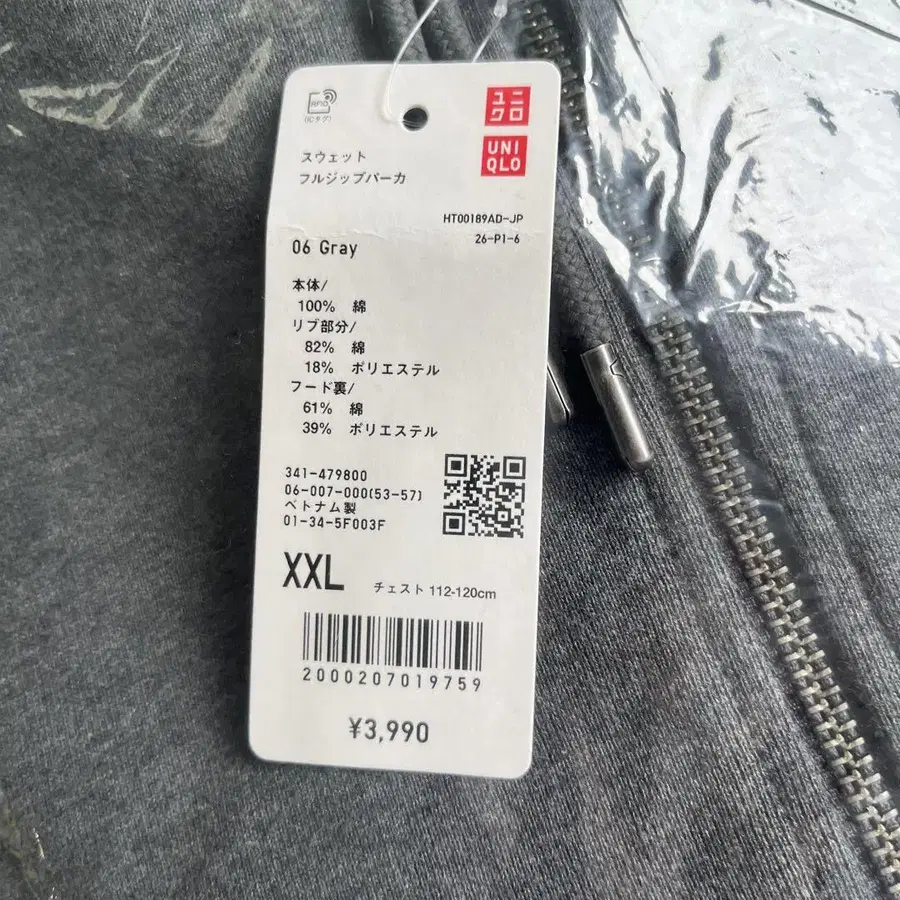 RFID
(ICタグ)
ユニ
クロ
UNI
QLO
スウェット
フルジップパーカ
HT00189AD-JP
26-P1-6
06 Gray
本体/
100% 綿
リブ部分/
82% 綿
18% ポリエステル
フード裏/
61% 綿
39% ポリエステル
341-479800
06-007-000(53-57)
ベトナム製
01-34-5F003F
XXL チェスト 112-120cm
2000207019759
¥3,990